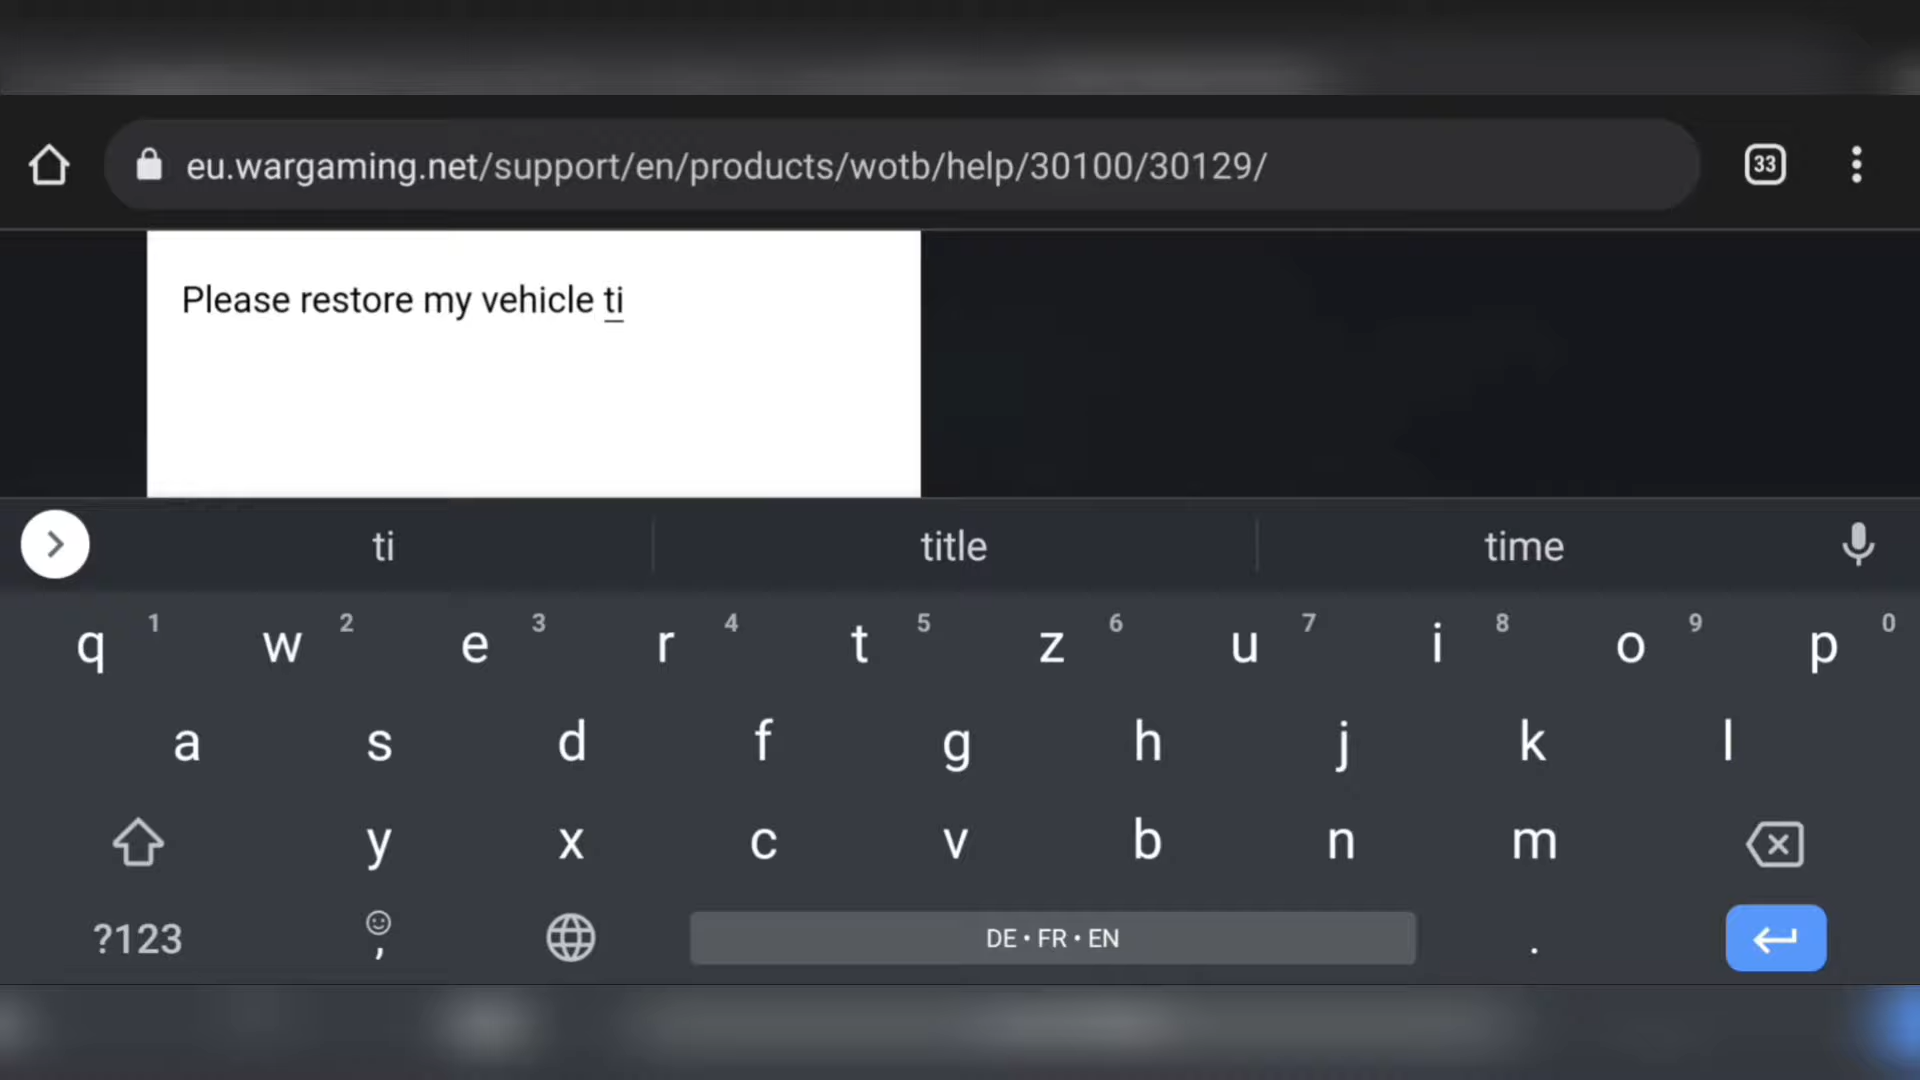 eu.wargaming.net/support/en/products/wotb/help/30100/30129/
33
Please restore my vehicle ti
ti title time
q 1 w 2 e 3 r 4 t 5 z 6 u 7 i 8 o 9 p 0
a s d f g h j k l
y x c v b n m
?123 , DE • FR • EN .